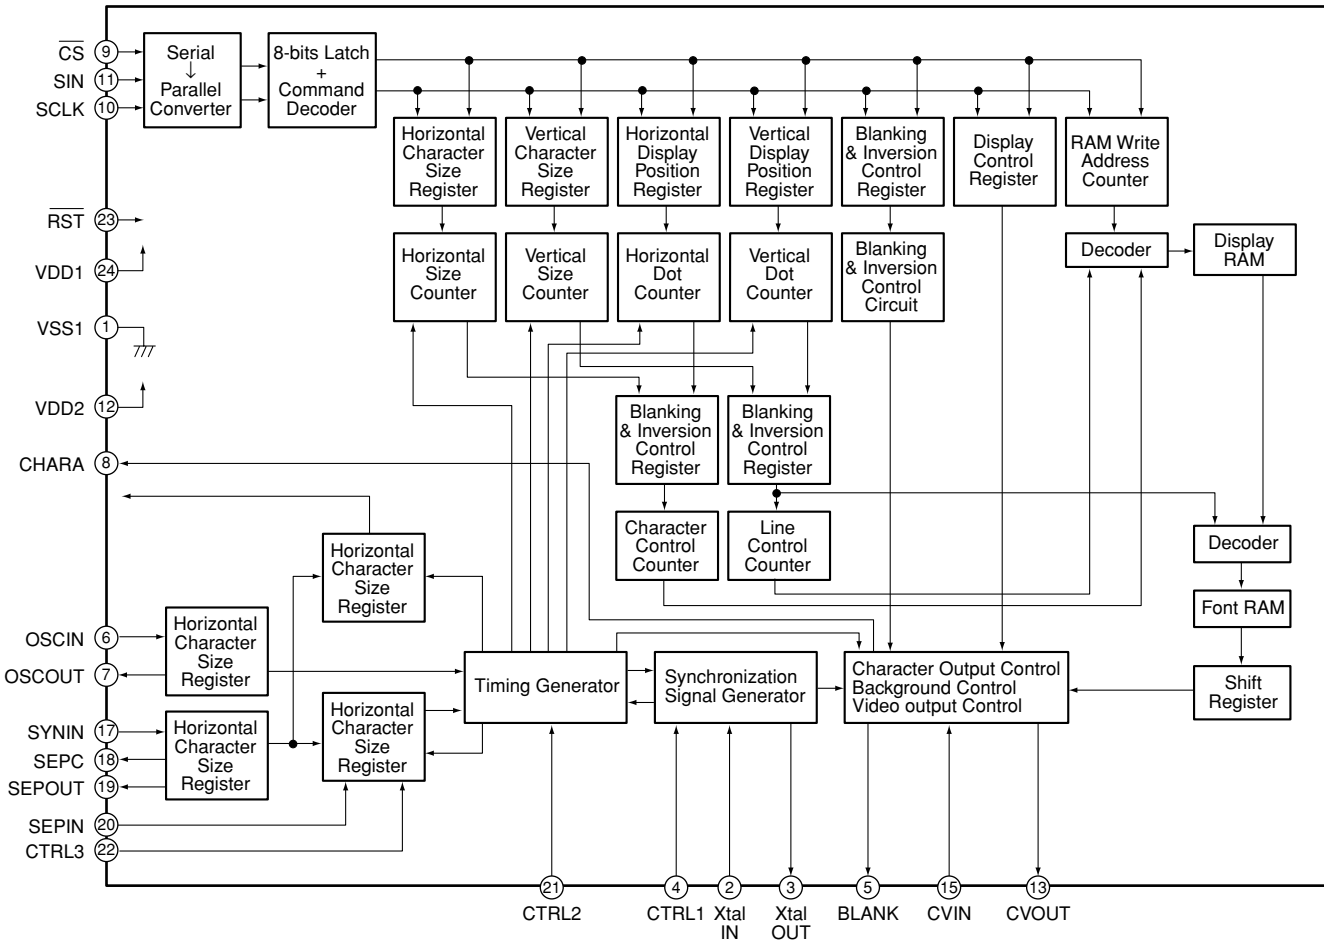 CS
9
SIN
11
SCLK
10
Serial
↓
Parallel
Converter
8-bits Latch
+
Command
Decoder
Horizontal
Character
Size
Register
Vertical
Character
Size
Register
Horizontal
Display
Position
Register
Vertical
Display
Position
Register
Blanking
& Inversion
Control
Register
Display
Control
Register
RAM Write
Address
Counter
RST
23
VDD1
24
VSS1
1
VDD2
12
CHARA
8
Horizontal
Size
Counter
Vertical
Size
Counter
Horizontal
Dot
Counter
Vertical
Dot
Counter
Blanking
& Inversion
Control
Circuit
Decoder
Display
RAM
Blanking
& Inversion
Control
Register
Blanking
& Inversion
Control
Register
Character
Control
Counter
Line
Control
Counter
Decoder
Font RAM
Shift
Register
Horizontal
Character
Size
Register
OSCIN
6
OSCOUT
7
Horizontal
Character
Size
Register
Timing Generator
Synchronization
Signal Generator
Character Output Control
Background Control
Video output Control
SYNIN
17
SEPC
18
SEPOUT
19
Horizontal
Character
Size
Register
Horizontal
Character
Size
Register
SEPIN
20
CTRL3
22
21
CTRL2
4
CTRL1
2
Xtal
IN
3
Xtal
OUT
5
BLANK
15
CVIN
13
CVOUT